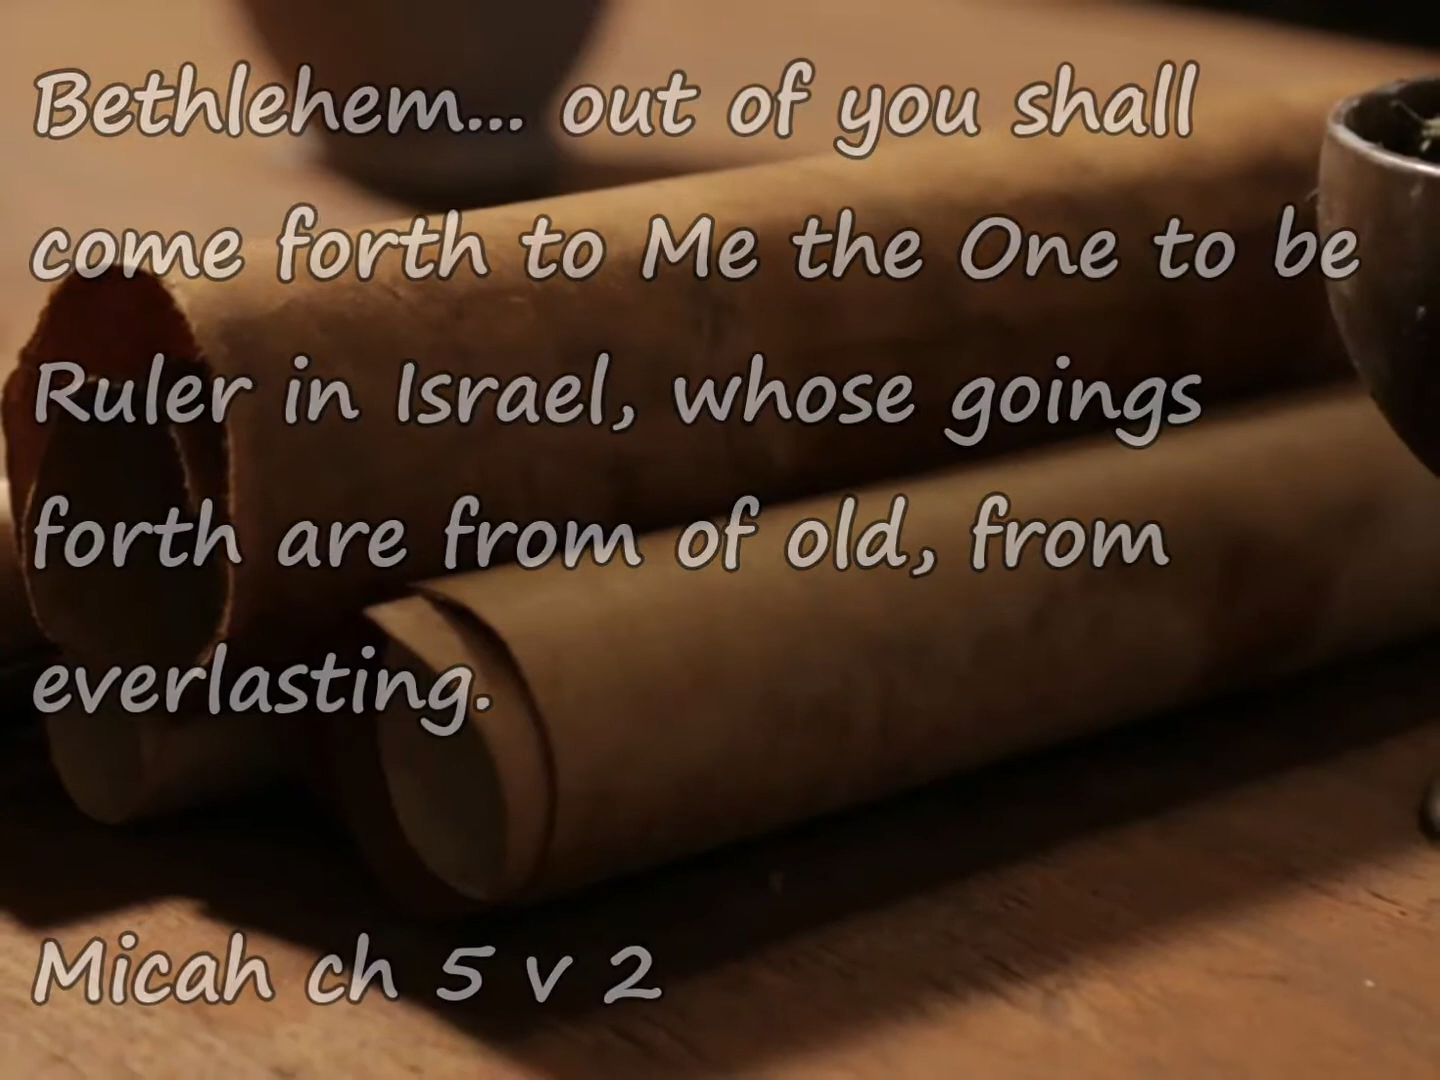 Bethlehem... out of you shall
come forth to Me the One to be
Ruler in Israel, whose goings
forth are from of old, from
everlasting.
Micah ch 5 v 2